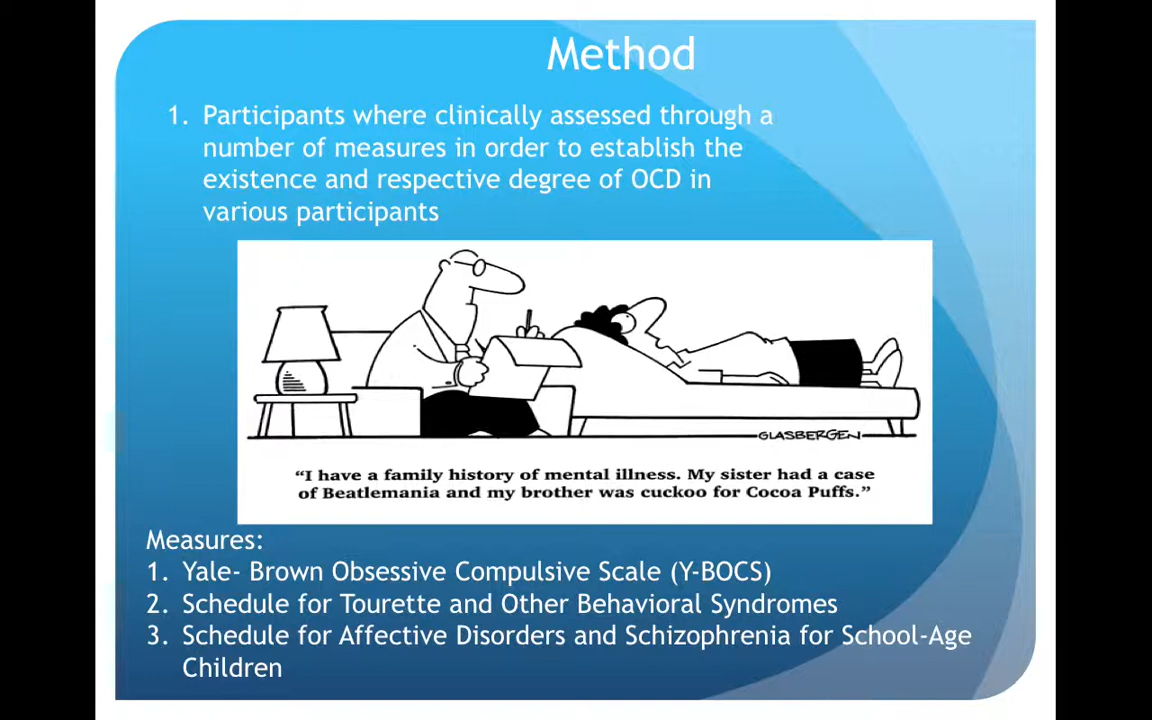 Method
1. Participants where clinically assessed through a
number of measures in order to establish the
existence and respective degree of OCD in
various participants
GLASBERGEN
“I have a family history of mental illness. My sister had a case
of Beatlemania and my brother was cuckoo for Cocoa Puffs.”
Measures:
1. Yale- Brown Obsessive Compulsive Scale (Y-BOCS)
2. Schedule for Tourette and Other Behavioral Syndromes
3. Schedule for Affective Disorders and Schizophrenia for School-Age
Children